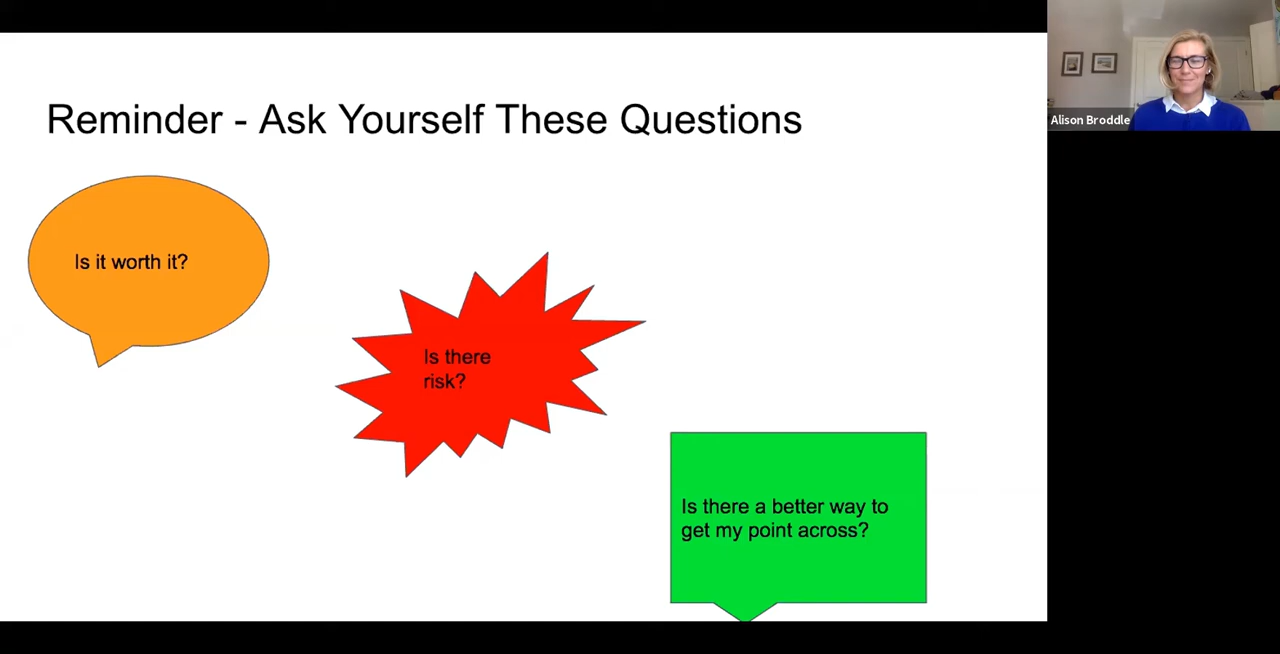 Reminder - Ask Yourself These Questions
Alison Broddle
Is it worth it?
Is there
risk?
Is there a better way to
get my point across?